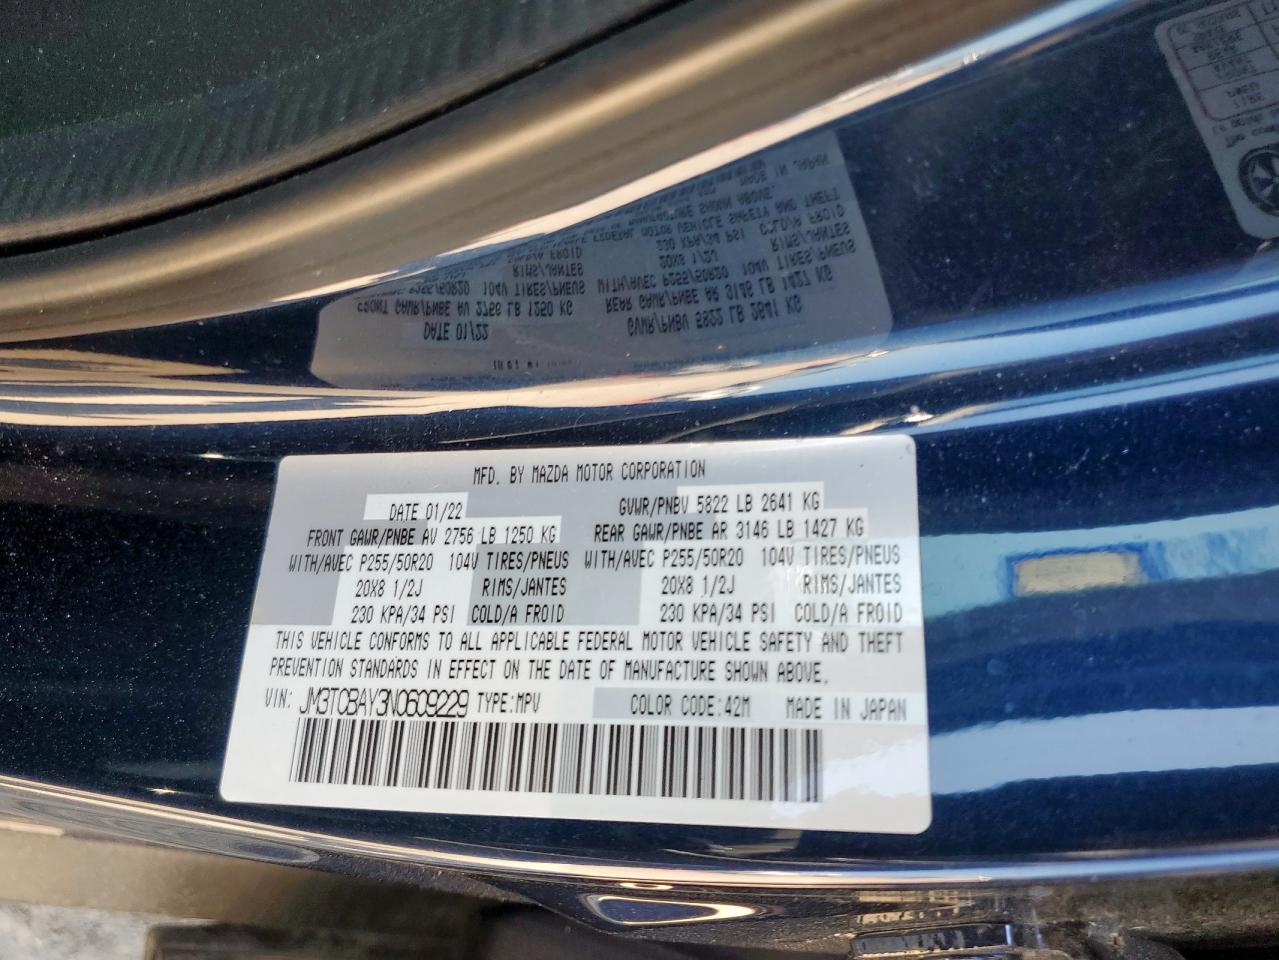 MFD. BY MAZDA MOTOR CORPORATION
DATE 01/22 GVWR/PNBV 5822 LB 2641 KG
FRONT GAWR/PNBE AV 2756 LB 1250 KG REAR GAWR/PNBE AR 3146 LB 1427 KG
WITH/AVEC P255/50R20 104V TIRES/PNEUS WITH/AVEC P255/50R20 104V TIRES/PNEUS
20X8 1/2J RIMS/JANTES 20X8 1/2J RIMS/JANTES
230 KPA/34 PSI COLD/A FROID 230 KPA/34 PSI COLD/A FROID
THIS VEHICLE CONFORMS TO ALL APPLICABLE FEDERAL MOTOR VEHICLE SAFETY AND THEFT
PREVENTION STANDARDS IN EFFECT ON THE DATE OF MANUFACTURE SHOWN ABOVE.
VIN: JM3TCBAY3N0609229 TYPE:MPV COLOR CODE:42M MADE IN JAPAN